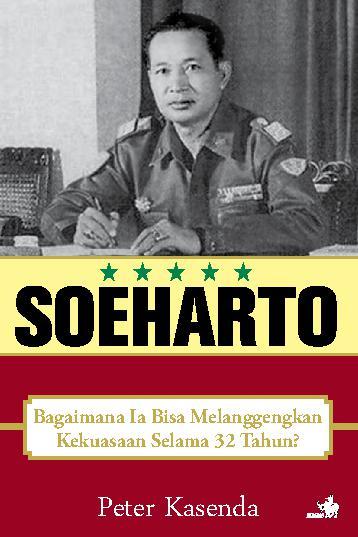 SOEHARTO
Bagaimana Ia Bisa Melanggengkan
Kekuasaan Selama 32 Tahun?
Peter Kasenda